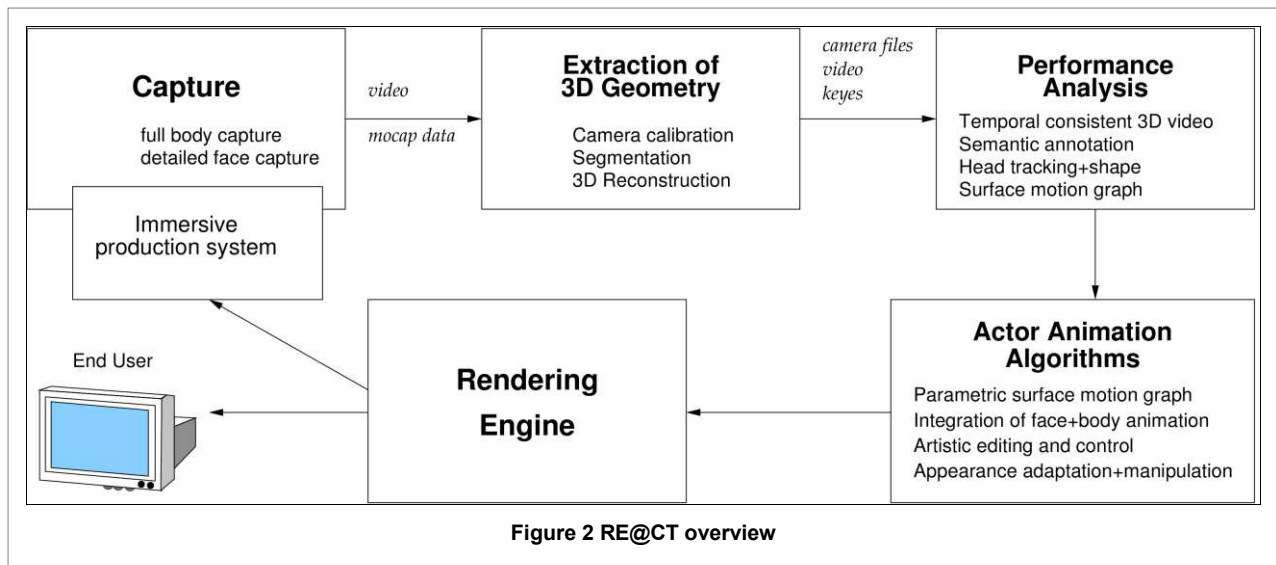 Capture
full body capture
detailed face capture
Immersive
production system
video
mocap data
Extraction of
3D Geometry
Camera calibration
Segmentation
3D Reconstruction
camera files
video
keyes
Performance
Analysis
Temporal consistent 3D video
Semantic annotation
Head tracking+shape
Surface motion graph
Actor Animation
Algorithms
Parametric surface motion graph
Integration of face+body animation
Artistic editing and control
Appearance adaptation+manipulation
Rendering
Engine
End User
Figure 2 RE@CT overview